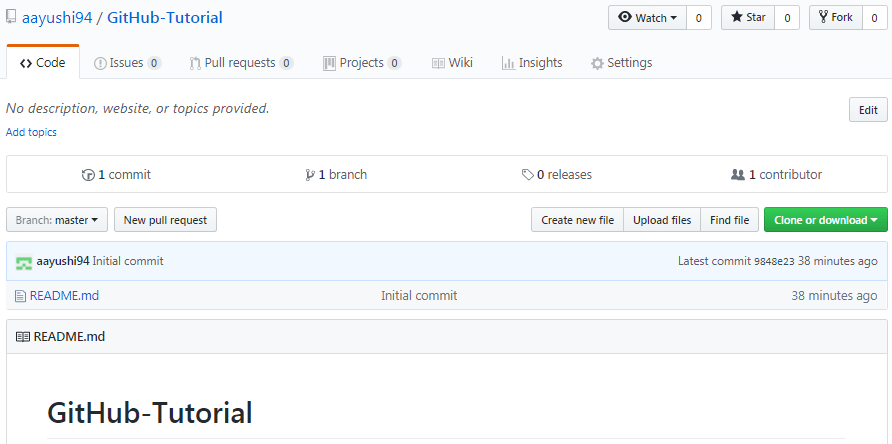 aayushi94 / GitHub-Tutorial Watch 0 Star 0 Fork 0
Code Issues 0 Pull requests 0 Projects 0 Wiki Insights Settings
No description, website, or topics provided. Edit
Add topics
1 commit 1 branch 0 releases 1 contributor
Branch: master New pull request Create new file Upload files Find file Clone or download
aayushi94 Initial commit Latest commit 9848e23 38 minutes ago
README.md Initial commit 38 minutes ago
README.md
GitHub-Tutorial